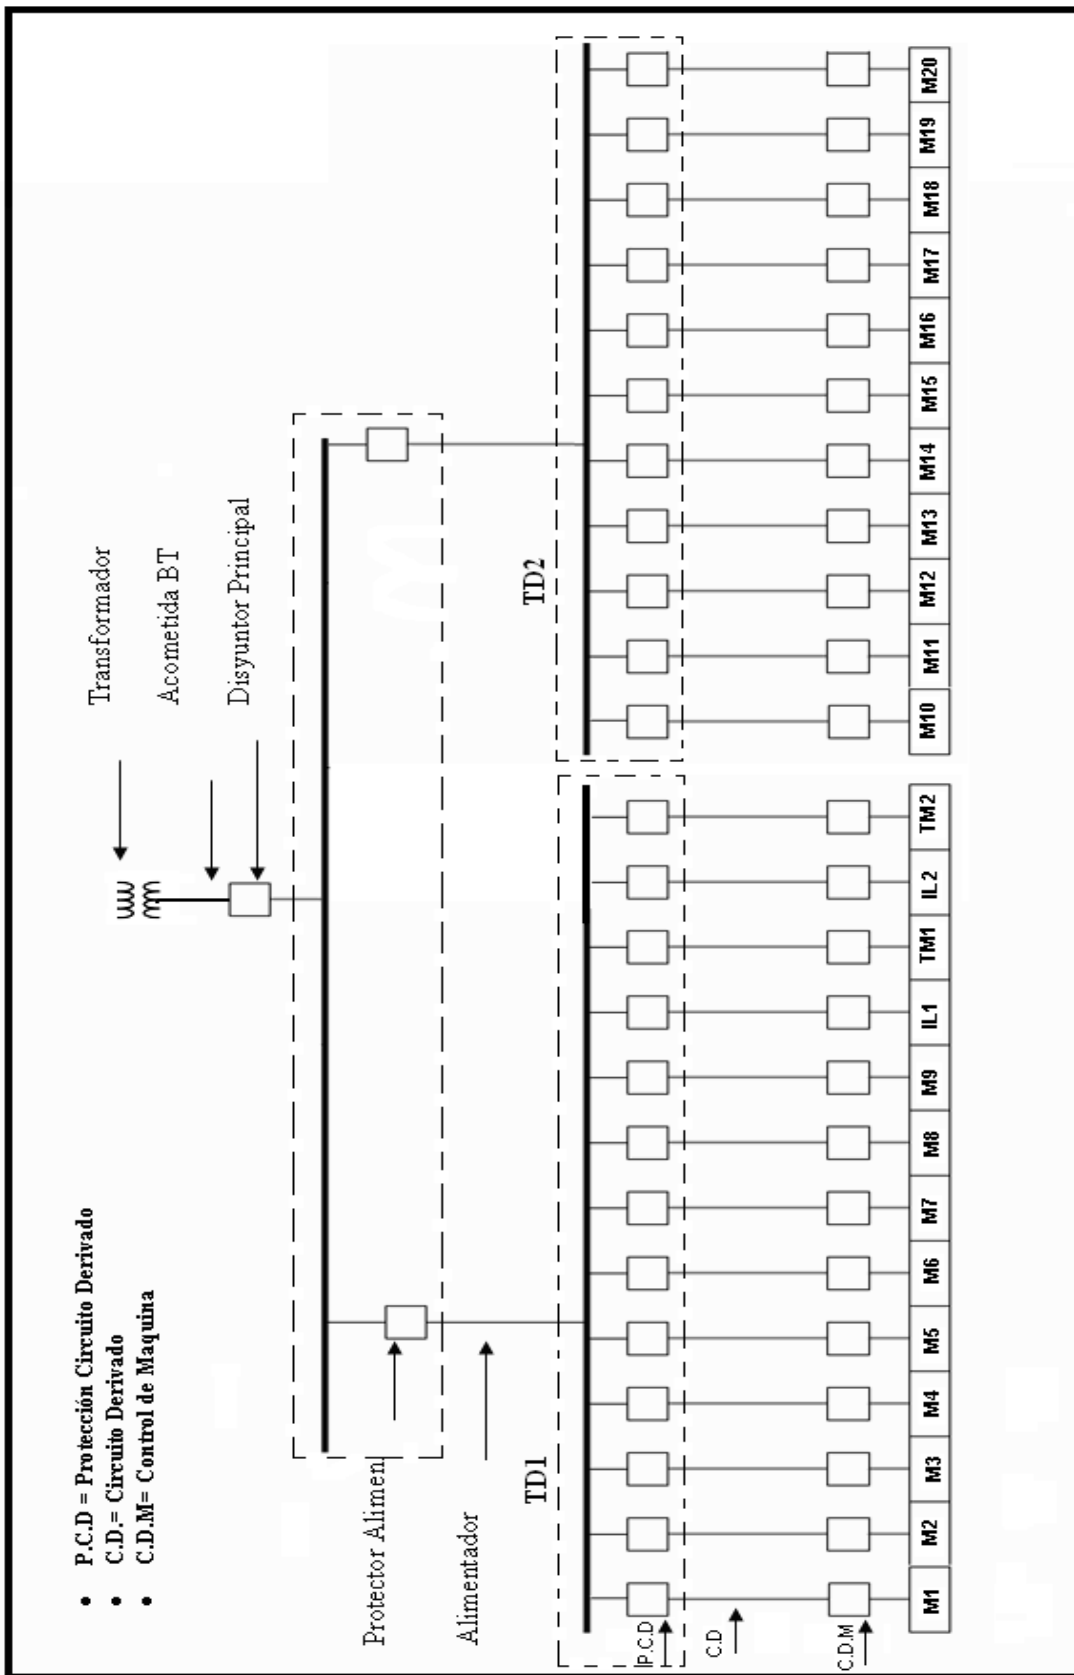 • P.C.D = Protección Circuito Derivado
• C.D.= Circuito Derivado
• C.D.M= Control de Maquina
Transformador
Acometida BT
Disyuntor Principal
Protector Alimen
Alimentador
TD1
TD2
P.C.D
C.D
C.D.M
M1
M2
M3
M4
M5
M6
M7
M8
M9
IL1
TM1
IL2
TM2
M10
M11
M12
M13
M14
M15
M16
M17
M18
M19
M20